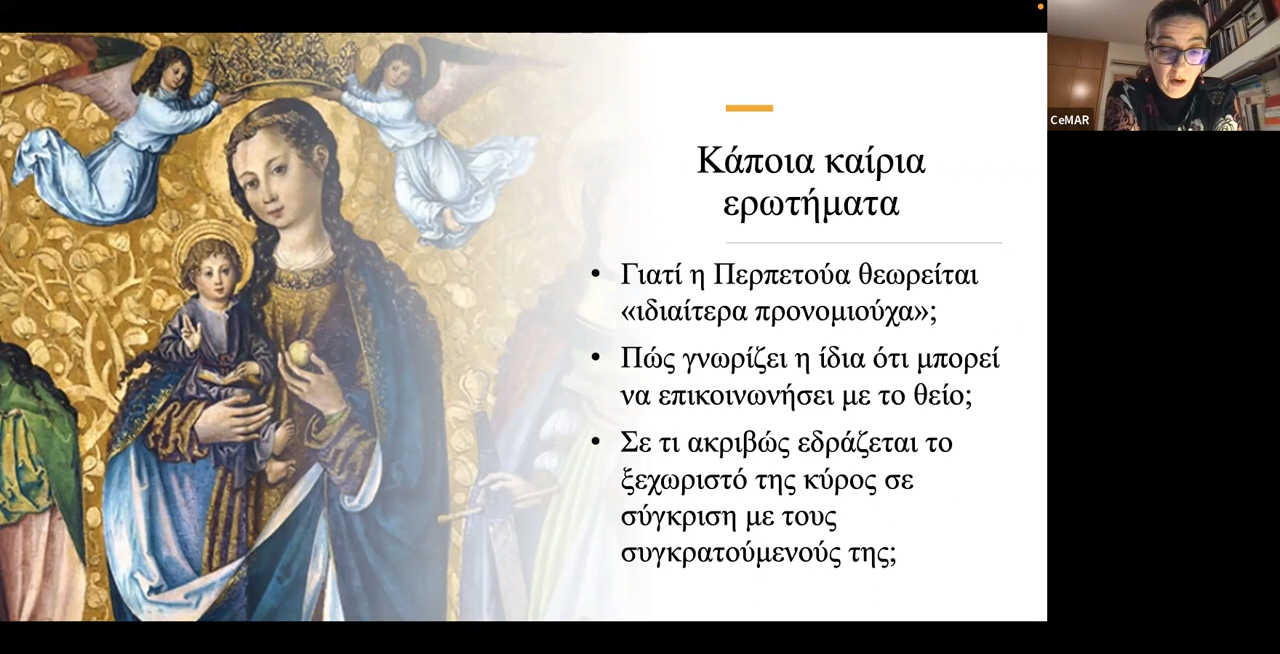 Κάποια καίρια
ερωτήματα
• Γιατί η Περπετούα θεωρείται
«ιδιαίτερα προνομιούχα»;
• Πώς γνωρίζει η ίδια ότι μπορεί
να επικοινωνήσει με το θείο;
• Σε τι ακριβώς εδράζεται το
ξεχωριστό της κύρος σε
σύγκριση με τους
συγκρατούμενούς της;
CeMAR